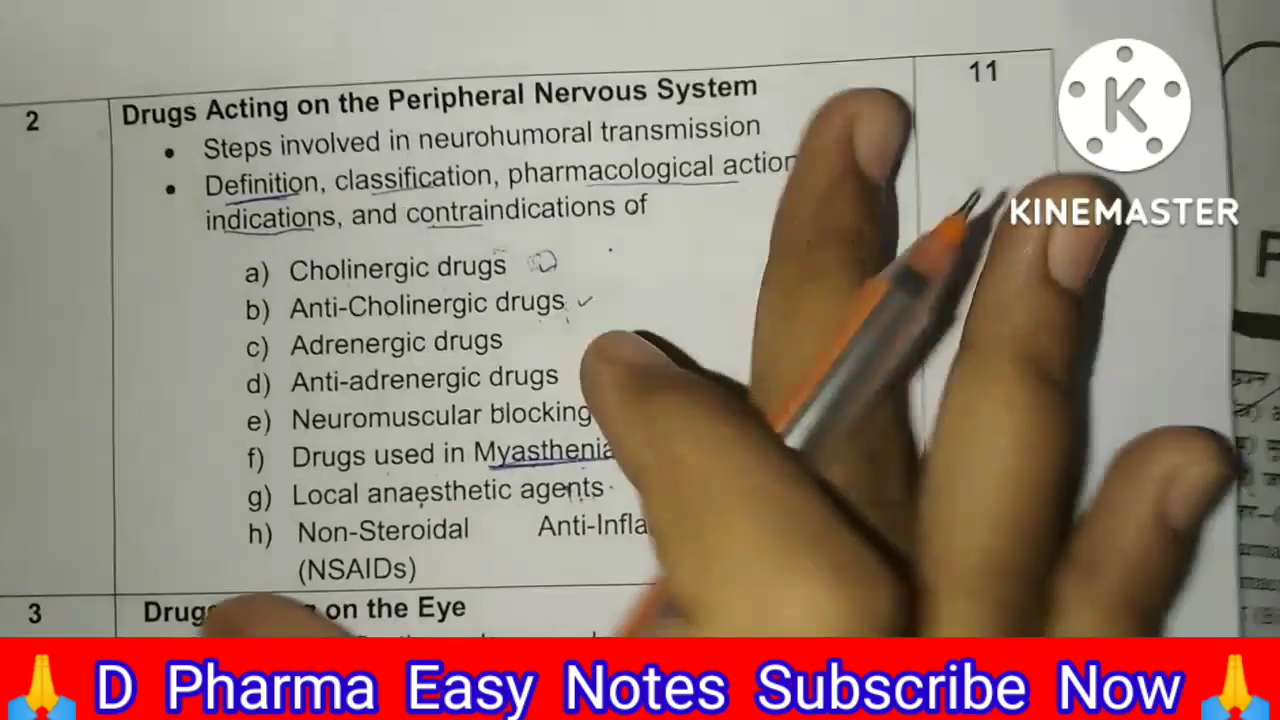 2
Drugs Acting on the Peripheral Nervous System
11
• Steps involved in neurohumoral transmission
• Definition, classification, pharmacological action
indications, and contraindications of
a) Cholinergic drugs
b) Anti-Cholinergic drugs
c) Adrenergic drugs
d) Anti-adrenergic drugs
e) Neuromuscular blocking
f) Drugs used in Myasthenia
g) Local anaesthetic agents
h) Non-Steroidal Anti-Infla
(NSAIDs)
3
Drugs on the Eye
K
KINEMASTER
🙏 D Pharma Easy Notes Subscribe Now 🙏